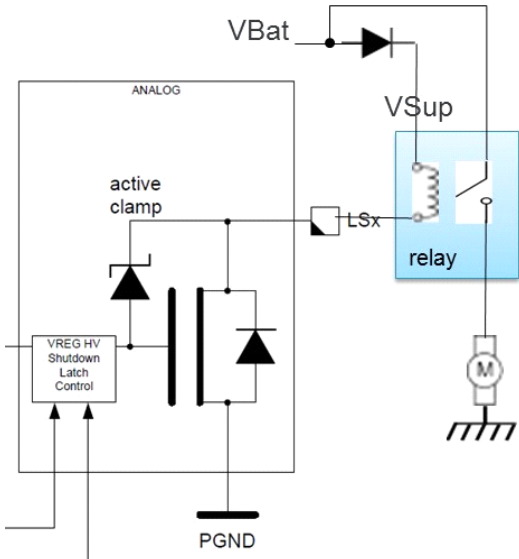 VBat
ANALOG
VSup
active
clamp
LSx
relay
VREG HV
Shutdown
Latch
Control
M
PGND